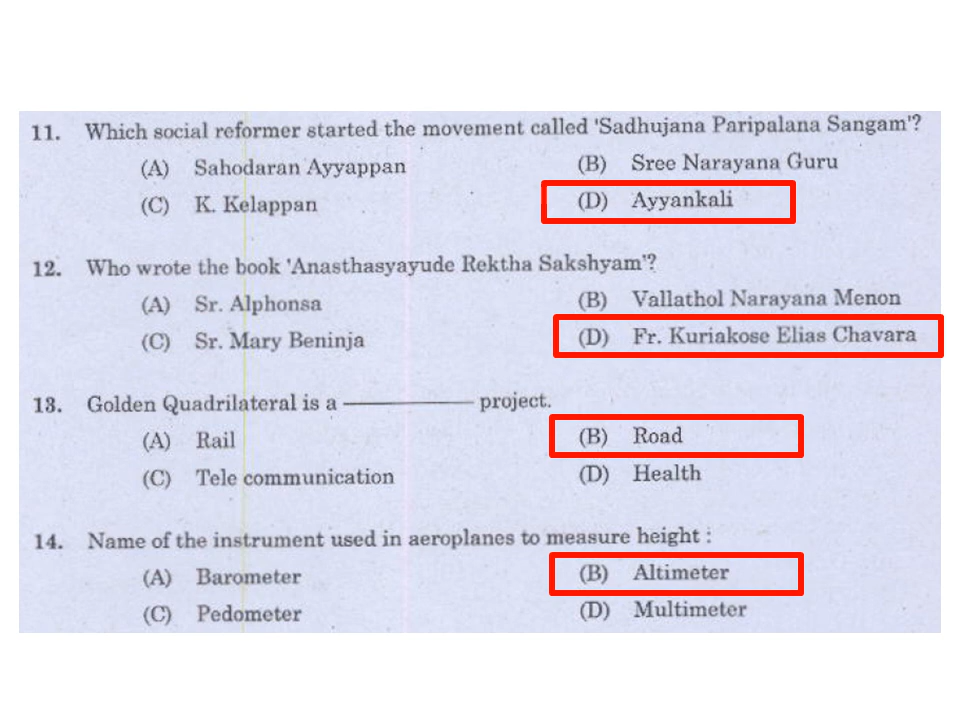 11. Which social reformer started the movement called 'Sadhujana Paripalana Sangam'?
(A) Sahodaran Ayyappan (B) Sree Narayana Guru
(C) K. Kelappan (D) Ayyankali
12. Who wrote the book 'Anasthasyayude Rektha Sakshyam'?
(A) Sr. Alphonsa (B) Vallathol Narayana Menon
(C) Sr. Mary Beninja (D) Fr. Kuriakose Elias Chavara
13. Golden Quadrilateral is a ———— project.
(A) Rail (B) Road
(C) Tele communication (D) Health
14. Name of the instrument used in aeroplanes to measure height :
(A) Barometer (B) Altimeter
(C) Pedometer (D) Multimeter